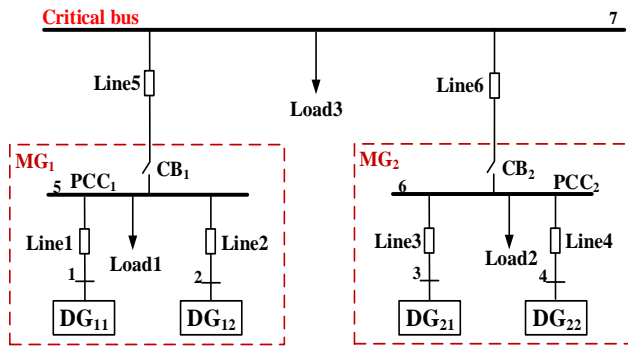 Critical bus 7
Line5 Line6
Load3
MG₁ CB₁ MG₂ CB₂
5 PCC₁ 6 PCC₂
Line1 Load1 Line2 Line3 Load2 Line4
1 2 3 4
DG₁₁ DG₁₂ DG₂₁ DG₂₂